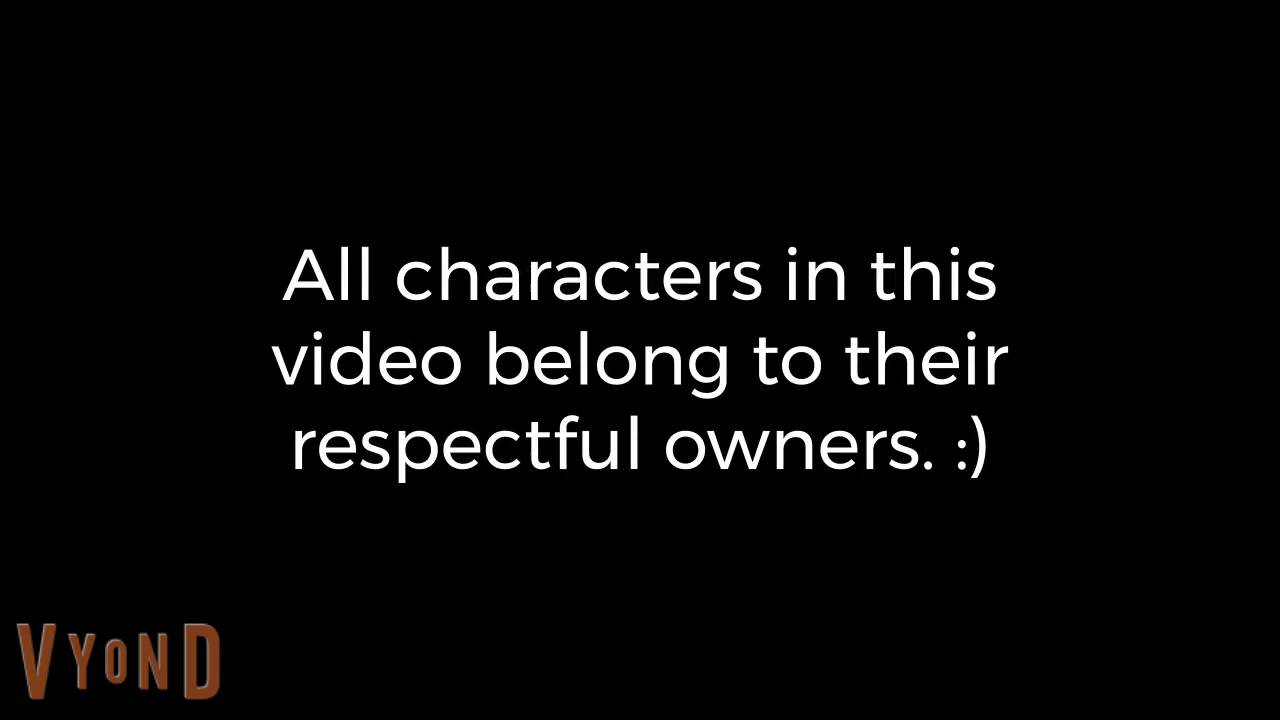 All characters in this
video belong to their
respectful owners. :)
VYOND